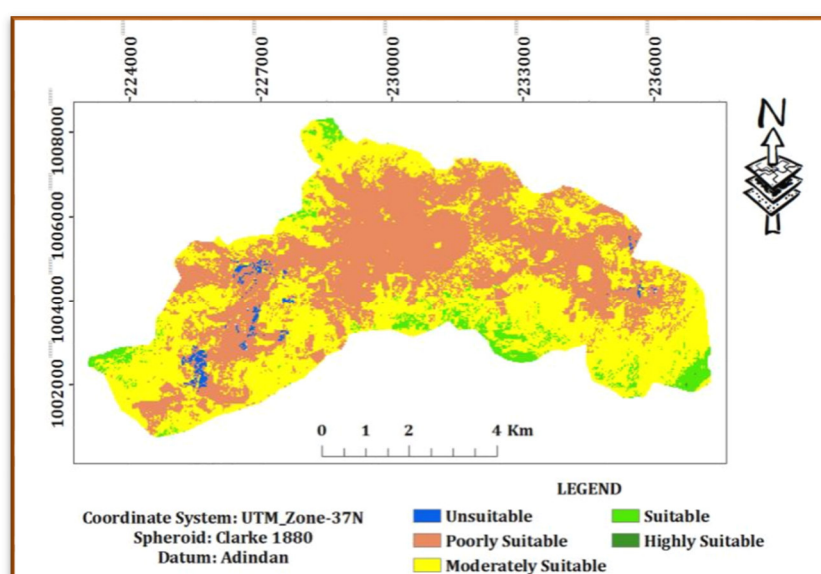 224000 227000 230000 233000 236000
N
1008000
1006000
1004000
1002000
0 1 2 4 Km
LEGEND
Coordinate System: UTM_Zone-37N
Spheroid: Clarke 1880
Datum: Adindan
Unsuitable
Poorly Suitable
Moderately Suitable
Suitable
Highly Suitable